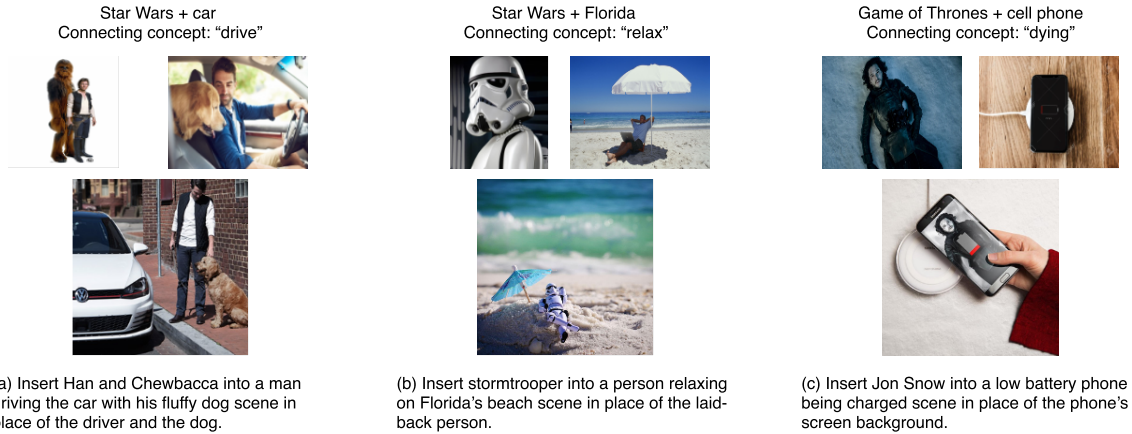 Star Wars + car
Connecting concept: “drive”
Star Wars + Florida
Connecting concept: “relax”
Game of Thrones + cell phone
Connecting concept: “dying”
a) Insert Han and Chewbacca into a man
riving the car with his fluffy dog scene in
lace of the driver and the dog.
(b) Insert stormtrooper into a person relaxing
on Florida’s beach scene in place of the laid-
back person.
(c) Insert Jon Snow into a low battery phone
being charged scene in place of the phone’s
screen background.